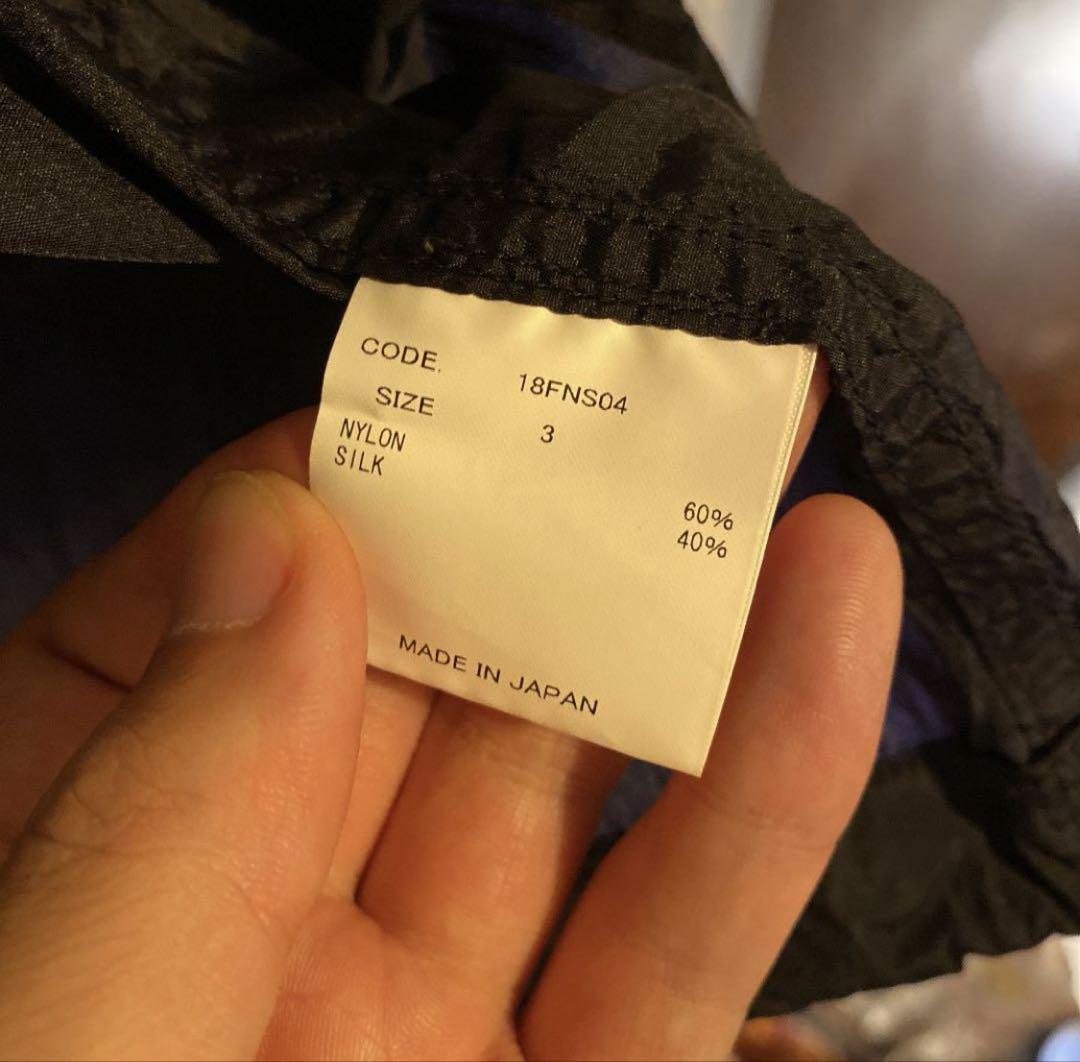 CODE. 18FNS04
SIZE 3
NYLON 60%
SILK 40%
MADE IN JAPAN